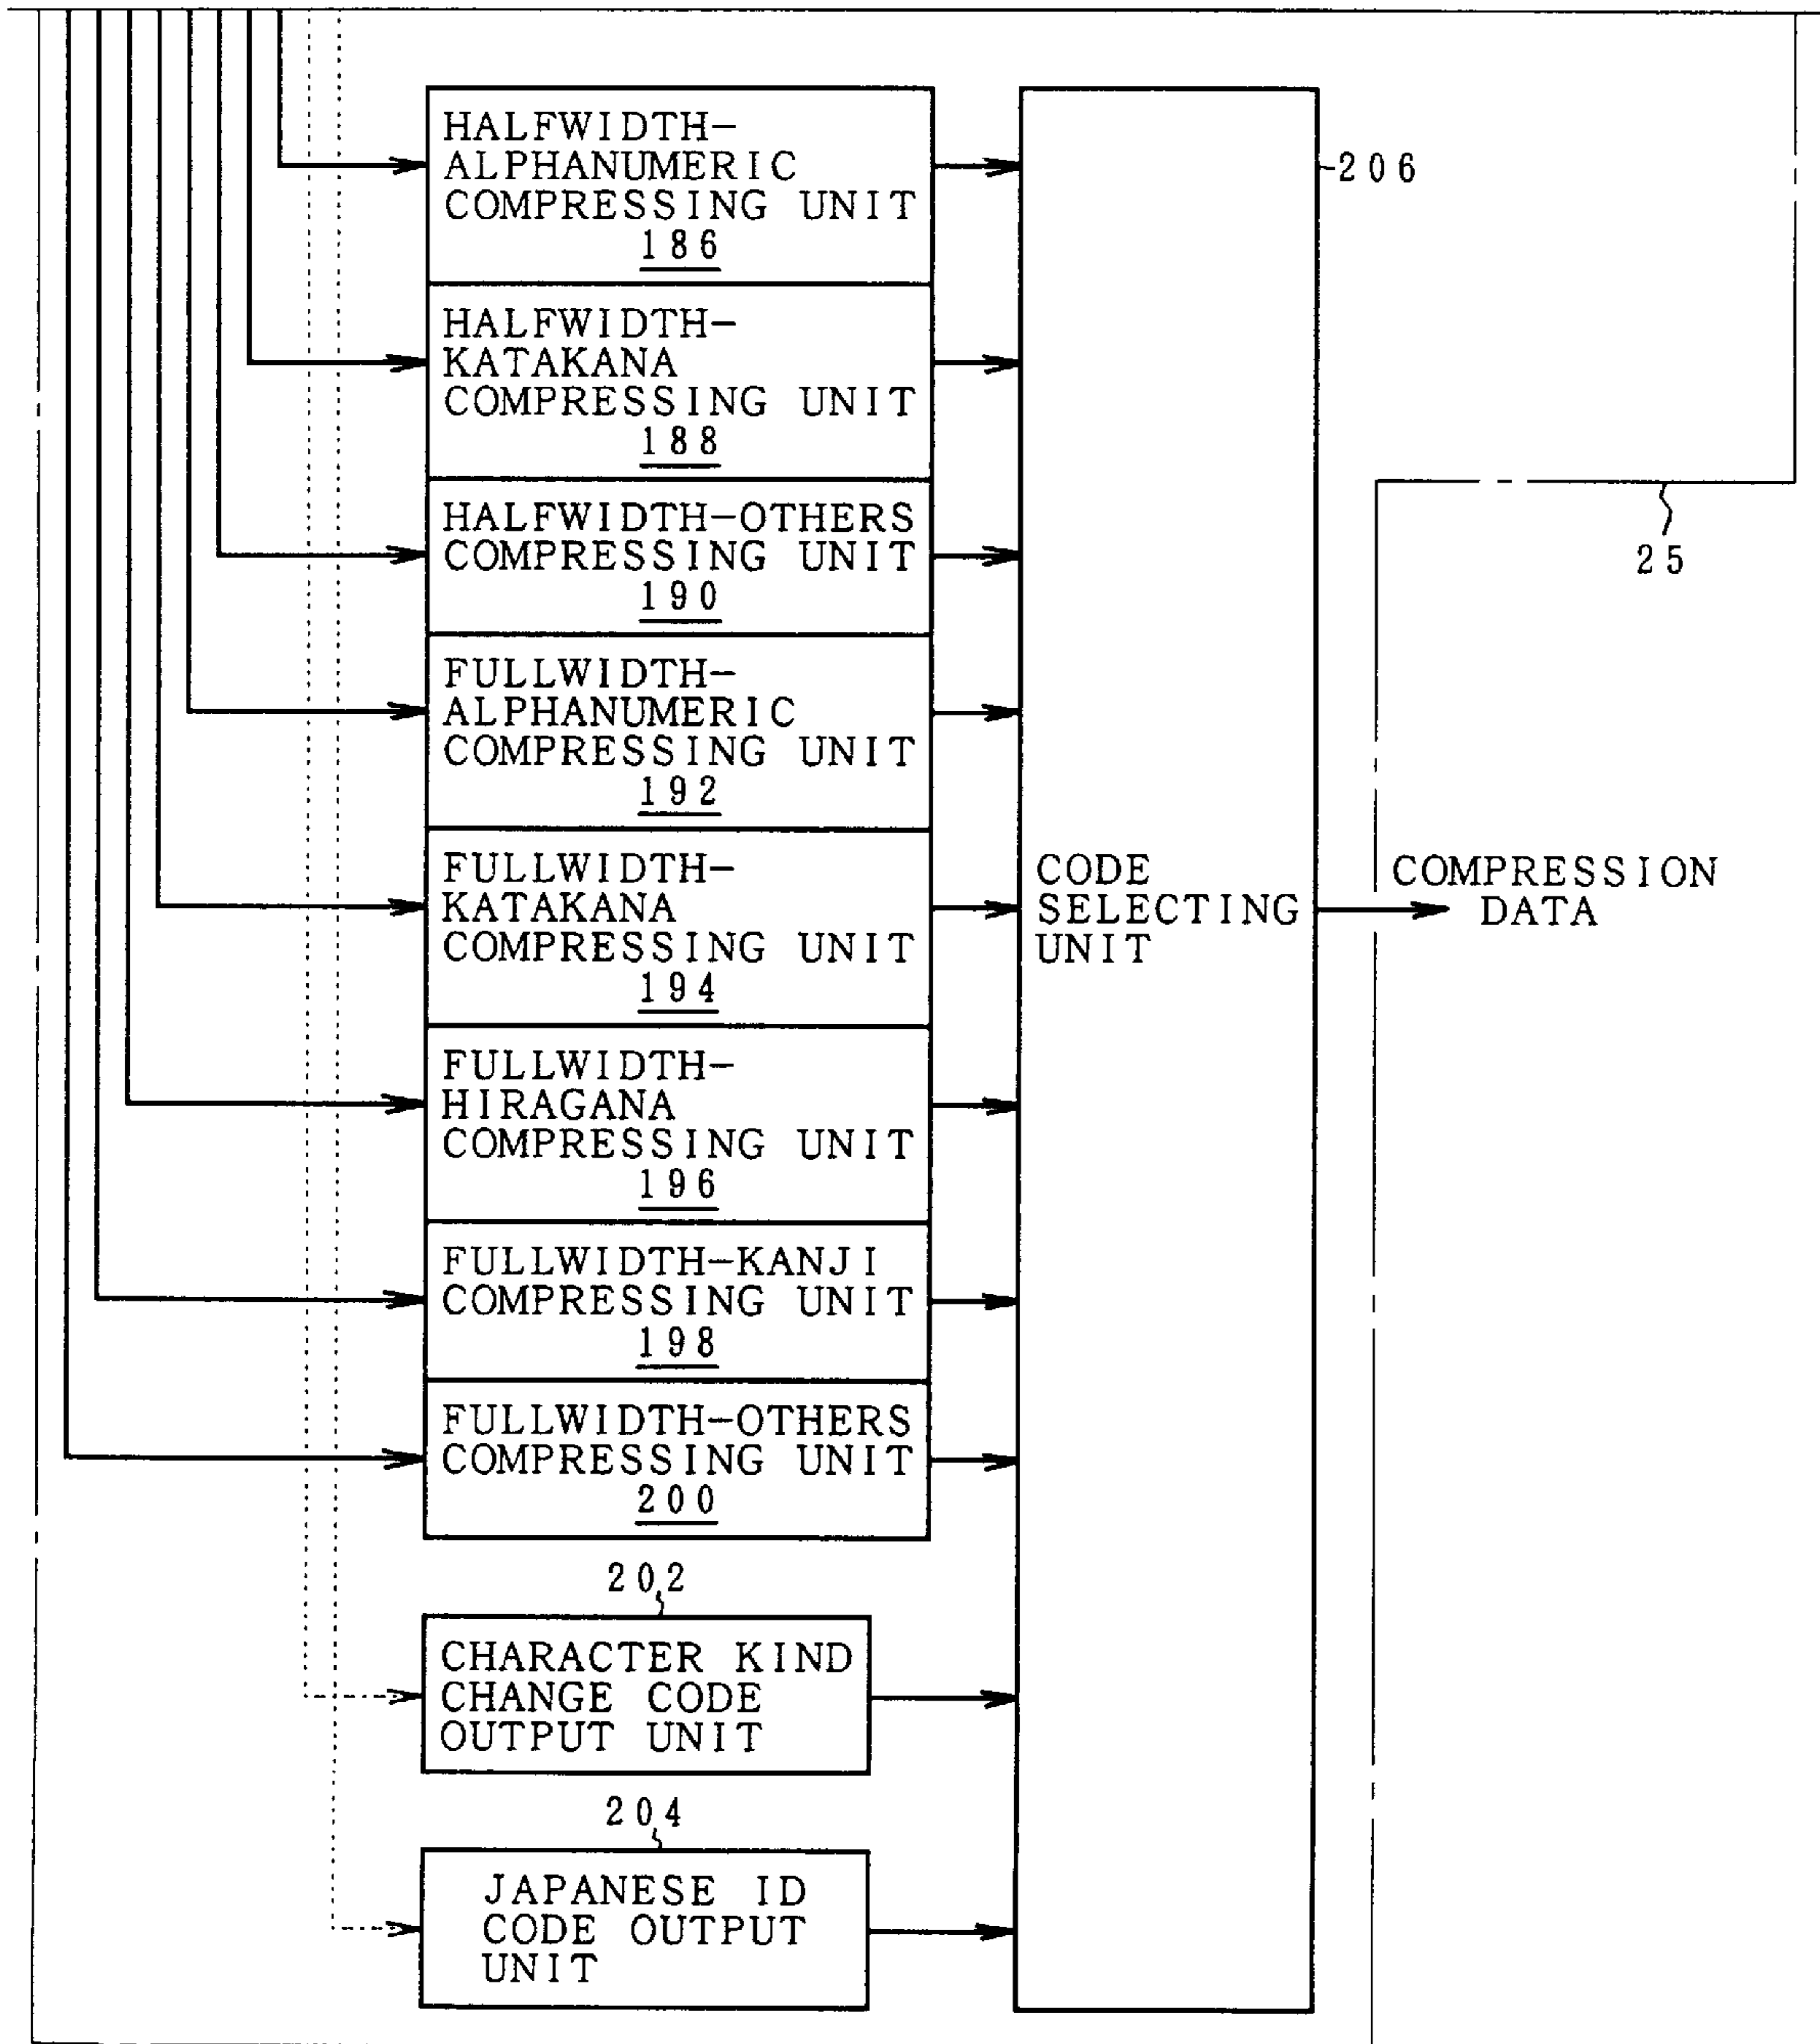 HALFWIDTH-
ALPHANUMERIC
COMPRESSING UNIT
186
HALFWIDTH-
KATAKANA
COMPRESSING UNIT
188
HALFWIDTH-OTHERS
COMPRESSING UNIT
190
FULLWIDTH-
ALPHANUMERIC
COMPRESSING UNIT
192
FULLWIDTH-
KATAKANA
COMPRESSING UNIT
194
FULLWIDTH-
HIRAGANA
COMPRESSING UNIT
196
FULLWIDTH-KANJI
COMPRESSING UNIT
198
FULLWIDTH-OTHERS
COMPRESSING UNIT
200
202
CHARACTER KIND
CHANGE CODE
OUTPUT UNIT
204
JAPANESE ID
CODE OUTPUT
UNIT
206
CODE
SELECTING
UNIT
25
COMPRESSION
DATA